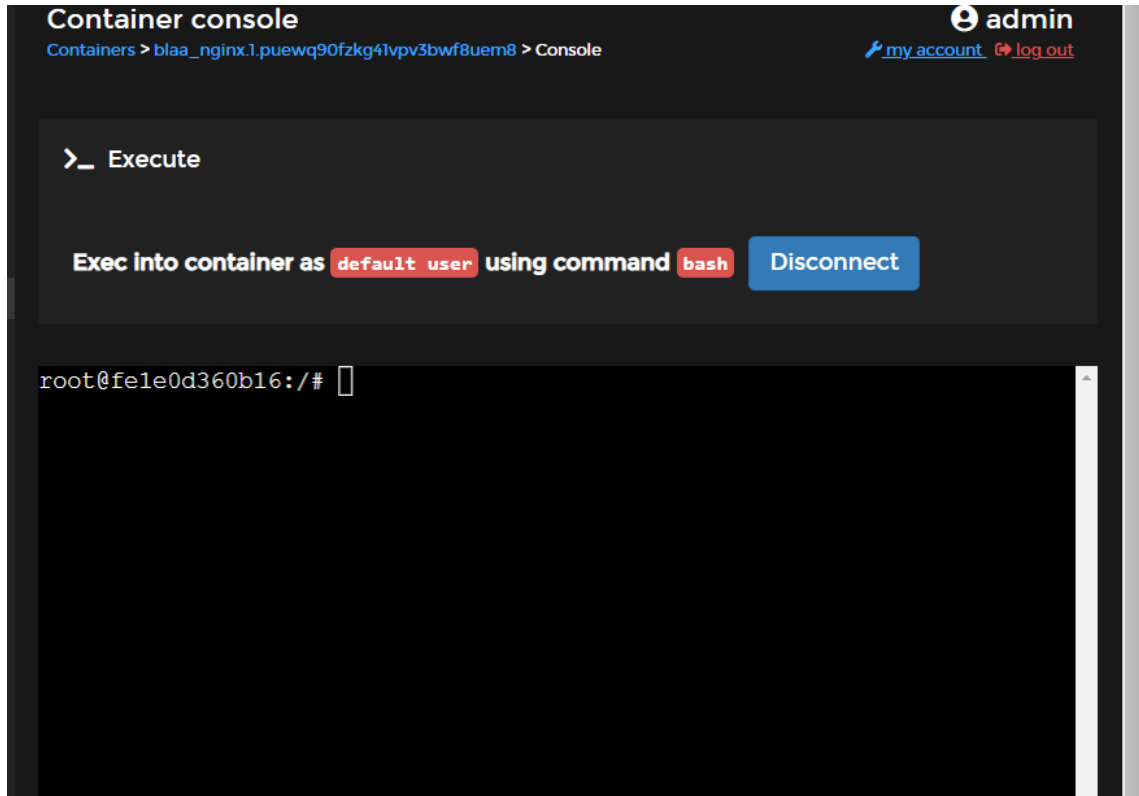 Container console
admin
Containers > blaa_nginx.1.puewq90fzkg41vpv3bwf8uem8 > Console
my account log out
>_ Execute
Exec into container as default user using command bash Disconnect
root@fe1e0d360b16:/#